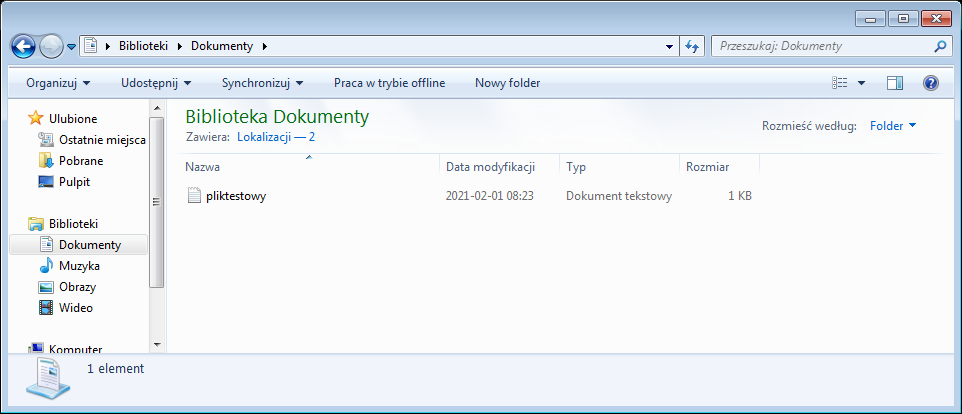 Biblioteki Dokumenty Przeszukaj: Dokumenty
Organizuj Udostępnij Synchronizuj Praca w trybie offline Nowy folder
Ulubione
Ostatnie miejsca
Pobrane
Pulpit
Biblioteki
Dokumenty
Muzyka
Obrazy
Wideo
Komputer
Biblioteka Dokumenty
Zawiera: Lokalizacji — 2
Rozmieść według: Folder
Nazwa Data modyfikacji Typ Rozmiar
pliktestowy 2021-02-01 08:23 Dokument tekstowy 1 KB
1 element